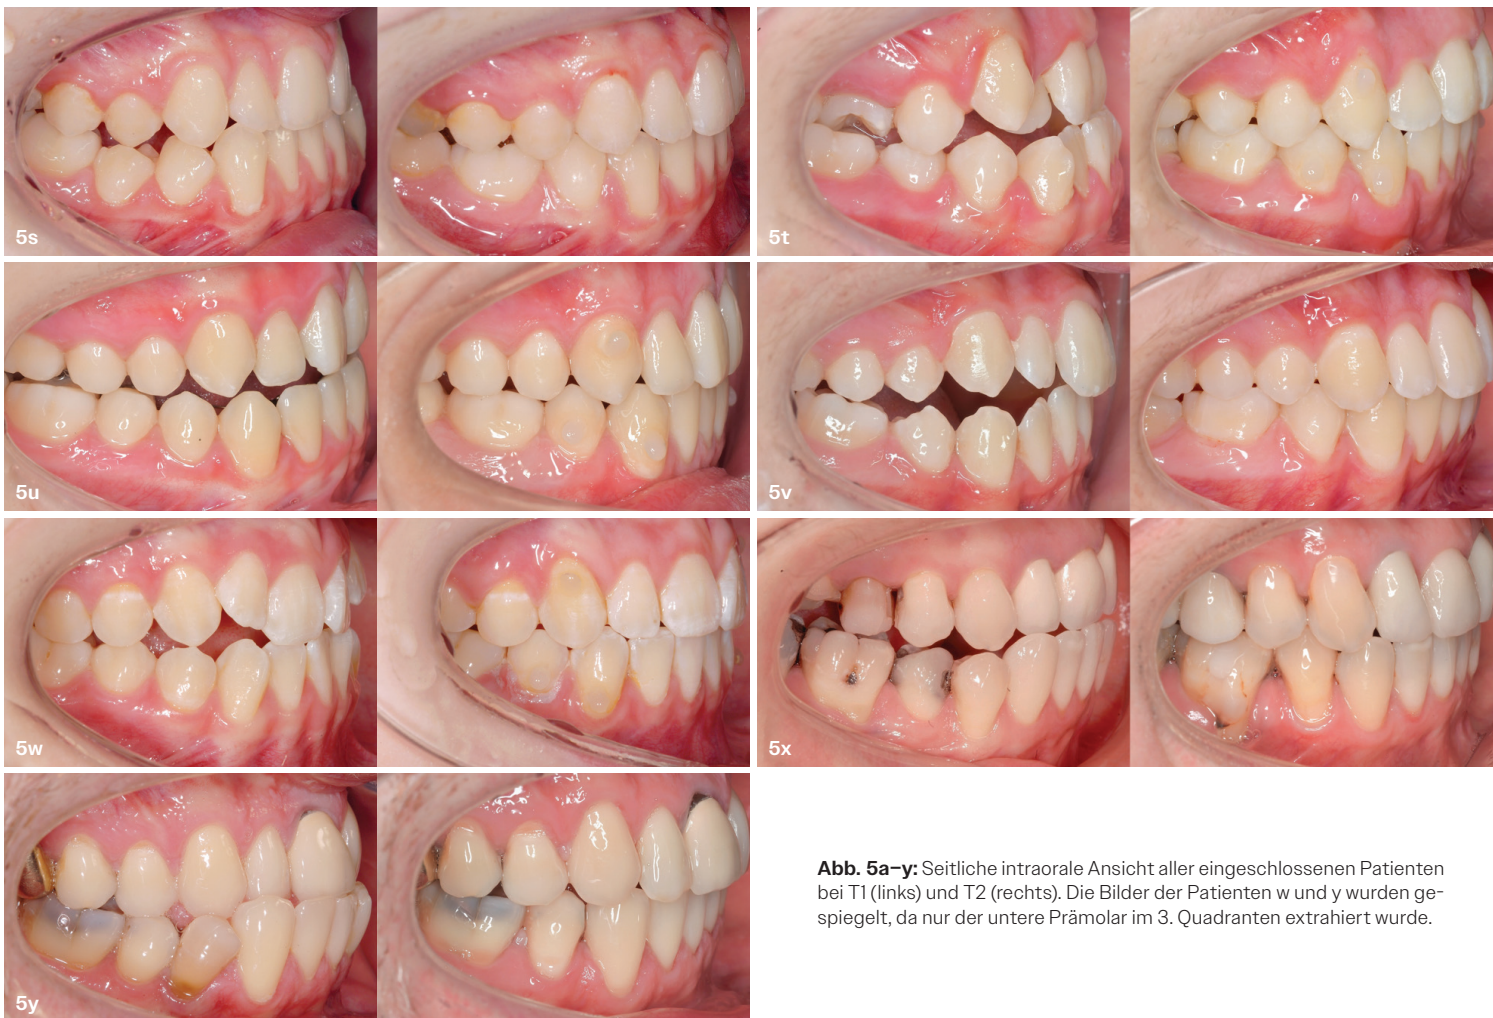 5s
5t
5u
5v
5w
5x
5y
Abb. 5a–y: Seitliche intraorale Ansicht aller eingeschlossenen Patienten
bei T1 (links) und T2 (rechts). Die Bilder der Patienten w und y wurden ge-
spiegelt, da nur der untere Prämolar im 3. Quadranten extrahiert wurde.